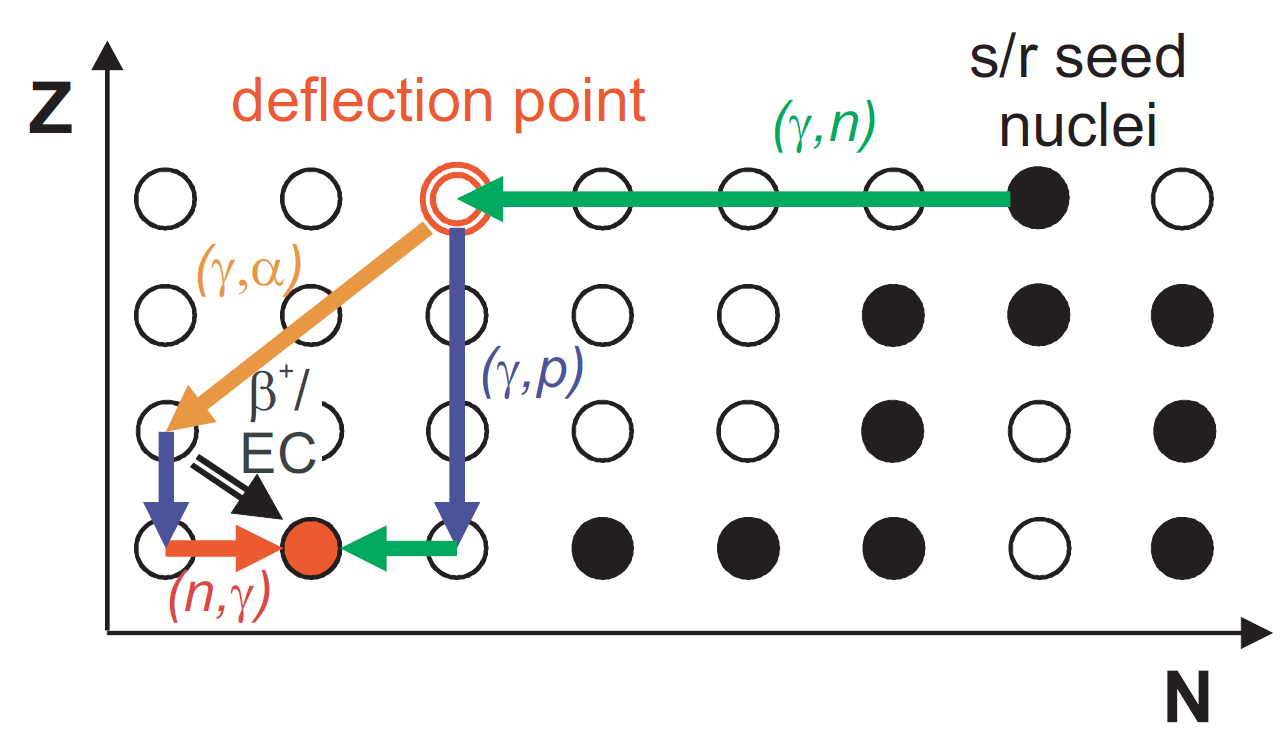 s/r seed
nuclei
Z
deflection point
(γ,n)
(γ,α)
(γ,p)
β⁺/
EC
(n,γ)
N